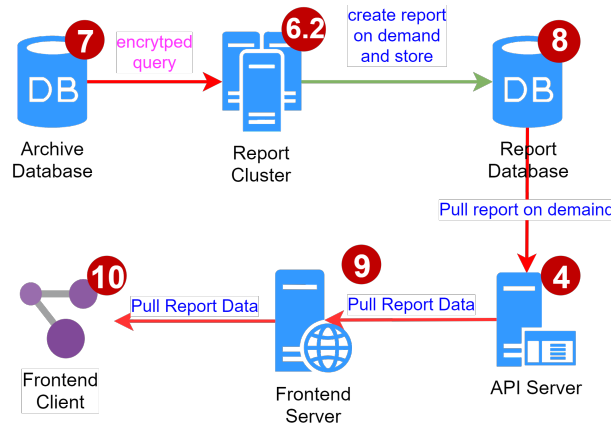 7
encrytped
query
6.2
create report
on demand
and store
8
DB
DB
Archive
Database
Report
Cluster
Report
Database
Pull report on demaind
10
9
4
Pull Report Data
Pull Report Data
Frontend
Client
Frontend
Server
API Server